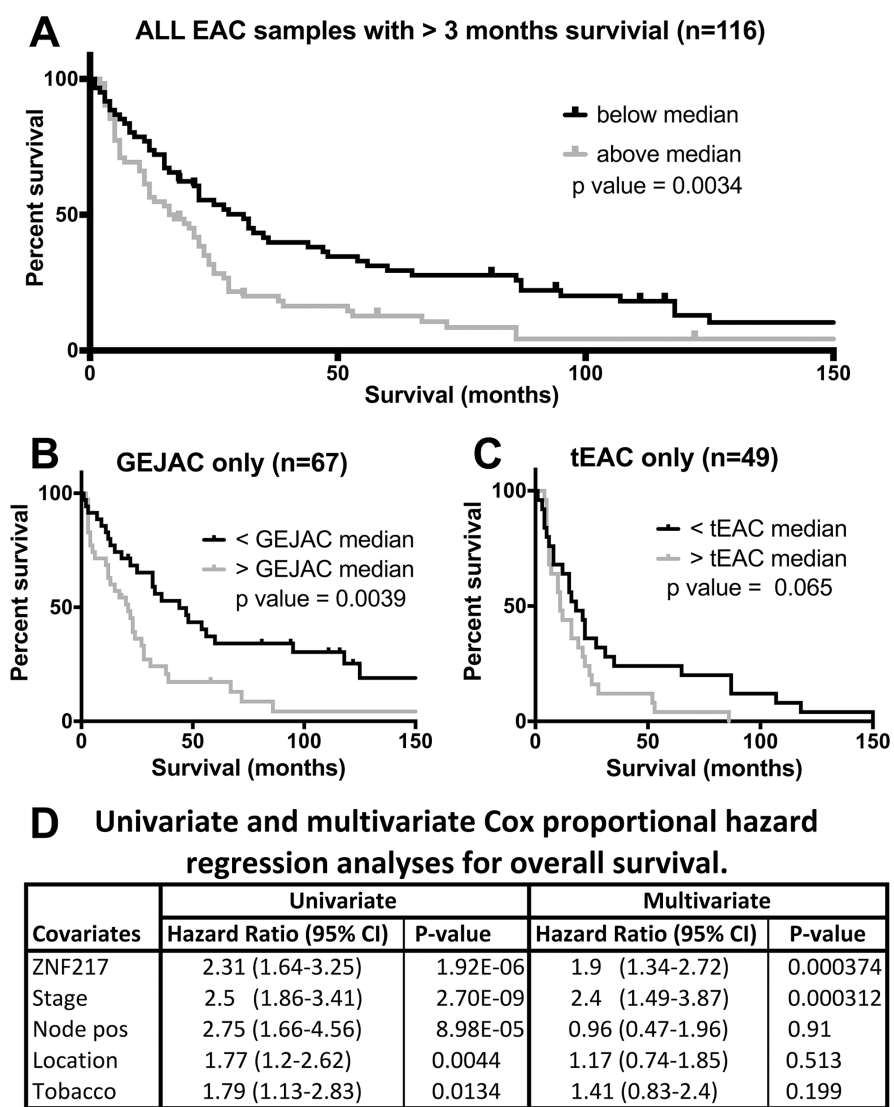 A ALL EAC samples with > 3 months survivial (n=116)
Percent survival
100
50
0
below median
above median
p value = 0.0034
0 50 100 150
Survival (months)
B GEJAC only (n=67)
Percent survival
100
50
0
< GEJAC median
> GEJAC median
p value = 0.0039
0 50 100 150
Survival (months)
C tEAC only (n=49)
Percent survival
100
50
0
< tEAC median
> tEAC median
p value = 0.065
0 50 100 150
Survival (months)
D Univariate and multivariate Cox proportional hazard
regression analyses for overall survival.
Univariate Multivariate
Covariates Hazard Ratio (95% CI) P-value Hazard Ratio (95% CI) P-value
ZNF217 2.31 (1.64-3.25) 1.92E-06 1.9 (1.34-2.72) 0.000374
Stage 2.5 (1.86-3.41) 2.70E-09 2.4 (1.49-3.87) 0.000312
Node pos 2.75 (1.66-4.56) 8.98E-05 0.96 (0.47-1.96) 0.91
Location 1.77 (1.2-2.62) 0.0044 1.17 (0.74-1.85) 0.513
Tobacco 1.79 (1.13-2.83) 0.0134 1.41 (0.83-2.4) 0.199